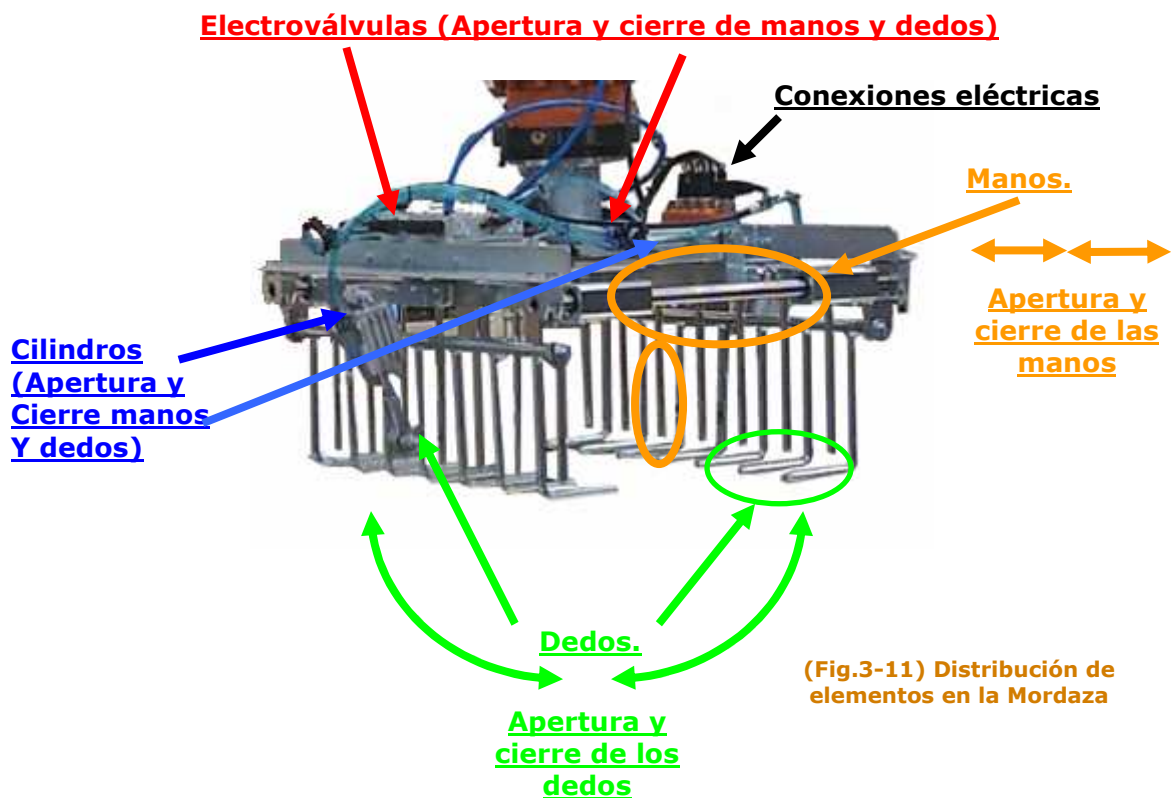 Electroválvulas (Apertura y cierre de manos y dedos)
Conexiones eléctricas
Manos.
Apertura y
cierre de las
manos
Cilindros
(Apertura y
Cierre manos
Y dedos)
Dedos.
(Fig.3-11) Distribución de
elementos en la Mordaza
Apertura y
cierre de los
dedos